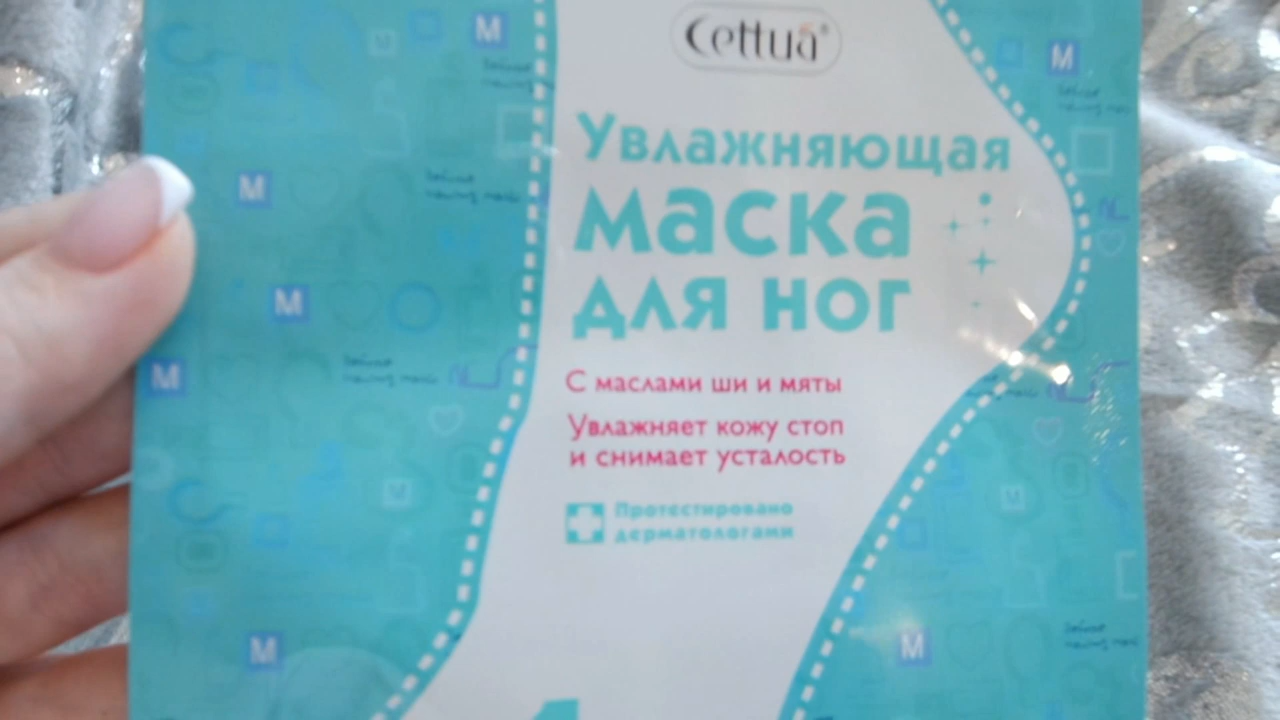 Cettua
Увлажняющая
маска
для ног
С маслами ши и мяты
Увлажняет кожу стоп
и снимает усталость
Протестировано
дерматологами
M
M
M
M
M
M
M